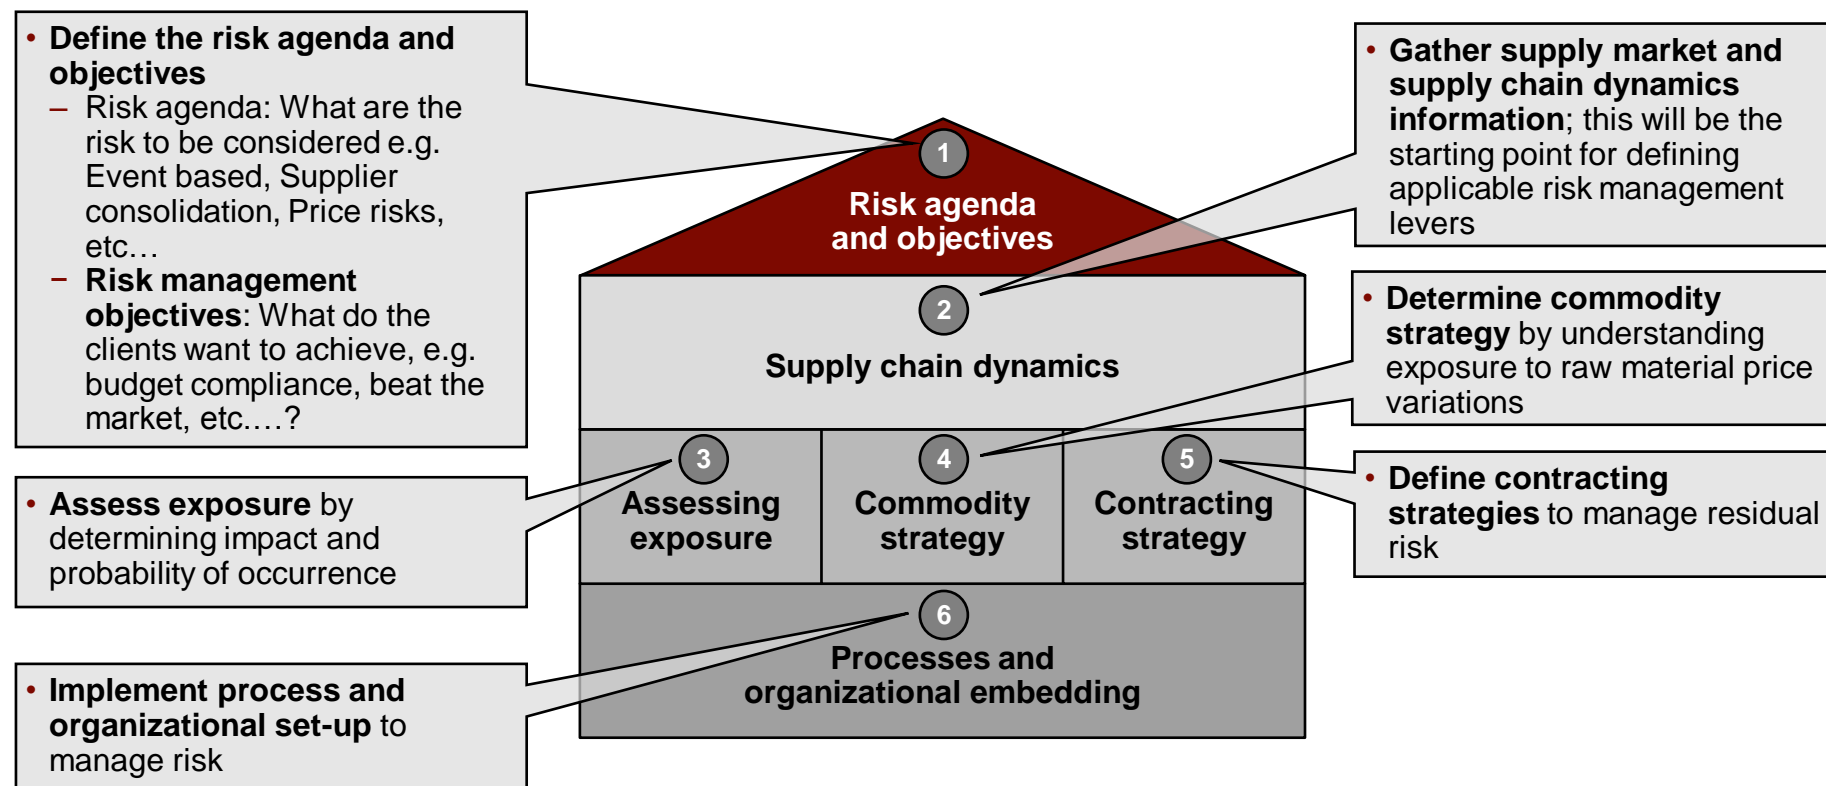 • Define the risk agenda and
objectives
– Risk agenda: What are the
risk to be considered e.g.
Event based, Supplier
consolidation, Price risks,
etc…
– Risk management
objectives: What do the
clients want to achieve, e.g.
budget compliance, beat the
market, etc.…?
• Assess exposure by
determining impact and
probability of occurrence
• Implement process and
organizational set-up to
manage risk
1
Risk agenda
and objectives
2
Supply chain dynamics
3
Assessing
exposure
4
Commodity
strategy
5
Contracting
strategy
6
Processes and
organizational embedding
• Gather supply market and
supply chain dynamics
information; this will be the
starting point for defining
applicable risk management
levers
• Determine commodity
strategy by understanding
exposure to raw material price
variations
• Define contracting
strategies to manage residual
risk